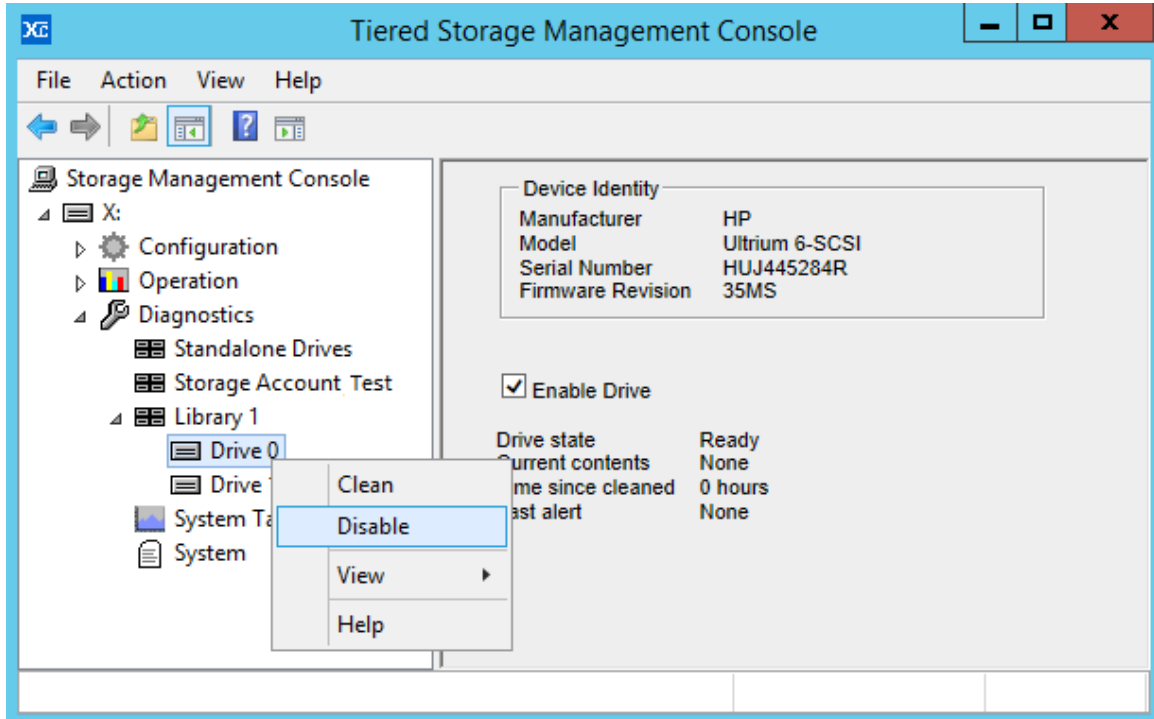 Xc Tiered Storage Management Console
File Action View Help
Storage Management Console
X:
Configuration
Operation
Diagnostics
Standalone Drives
Storage Account Test
Library 1
Drive 0
Drive
System
System
Clean
Disable
View
Help
Device Identity
Manufacturer HP
Model Ultrium 6-SCSI
Serial Number HUJ445284R
Firmware Revision 35MS
Enable Drive
Drive state Ready
Current contents None
me since cleaned 0 hours
ast alert None